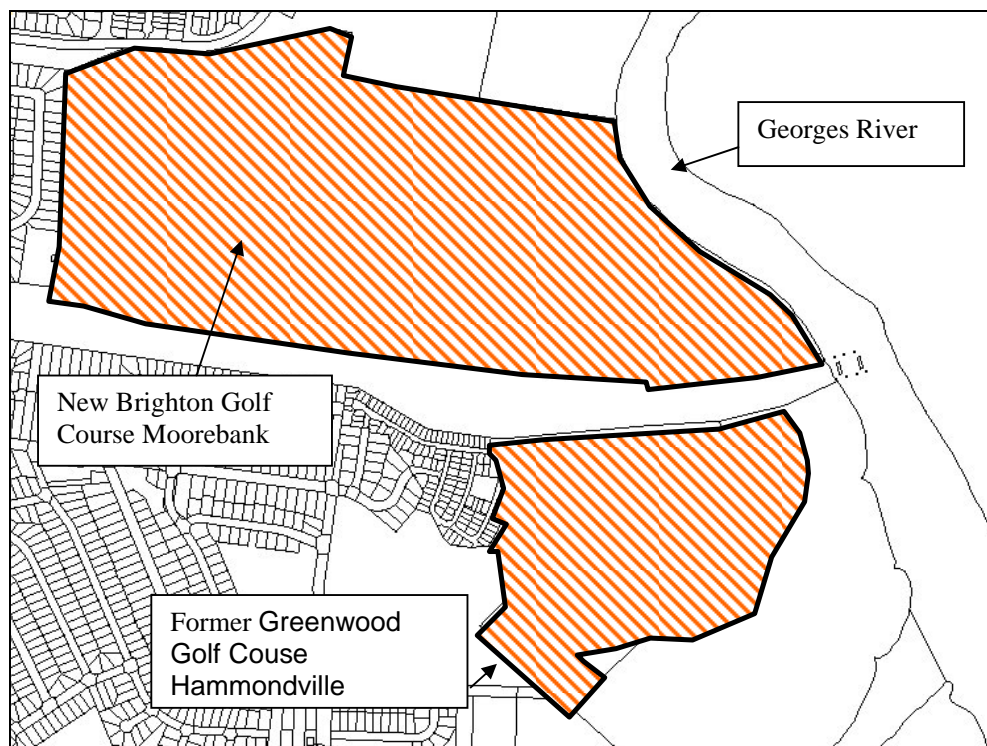 Georges River
New Brighton Golf
Course Moorebank
Former Greenwood
Golf Couse
Hammondville